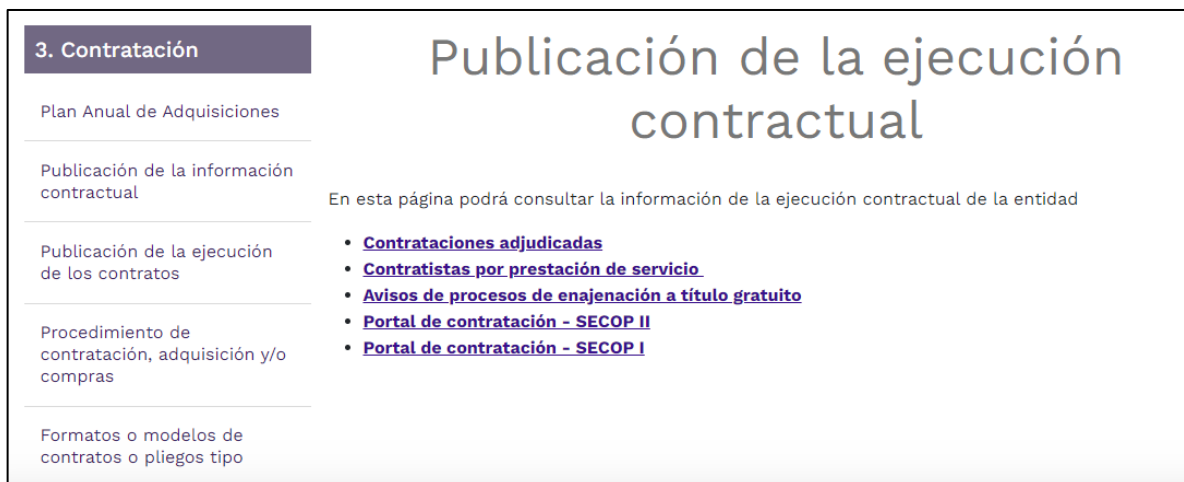 3. Contratación
Plan Anual de Adquisiciones
Publicación de la información
contractual
Publicación de la ejecución
de los contratos
Procedimiento de
contratación, adquisición y/o
compras
Formatos o modelos de
contratos o pliegos tipo
Publicación de la ejecución
contractual
En esta página podrá consultar la información de la ejecución contractual de la entidad
• Contrataciones adjudicadas
• Contratistas por prestación de servicio
• Avisos de procesos de enajenación a título gratuito
• Portal de contratación - SECOP II
• Portal de contratación - SECOP I